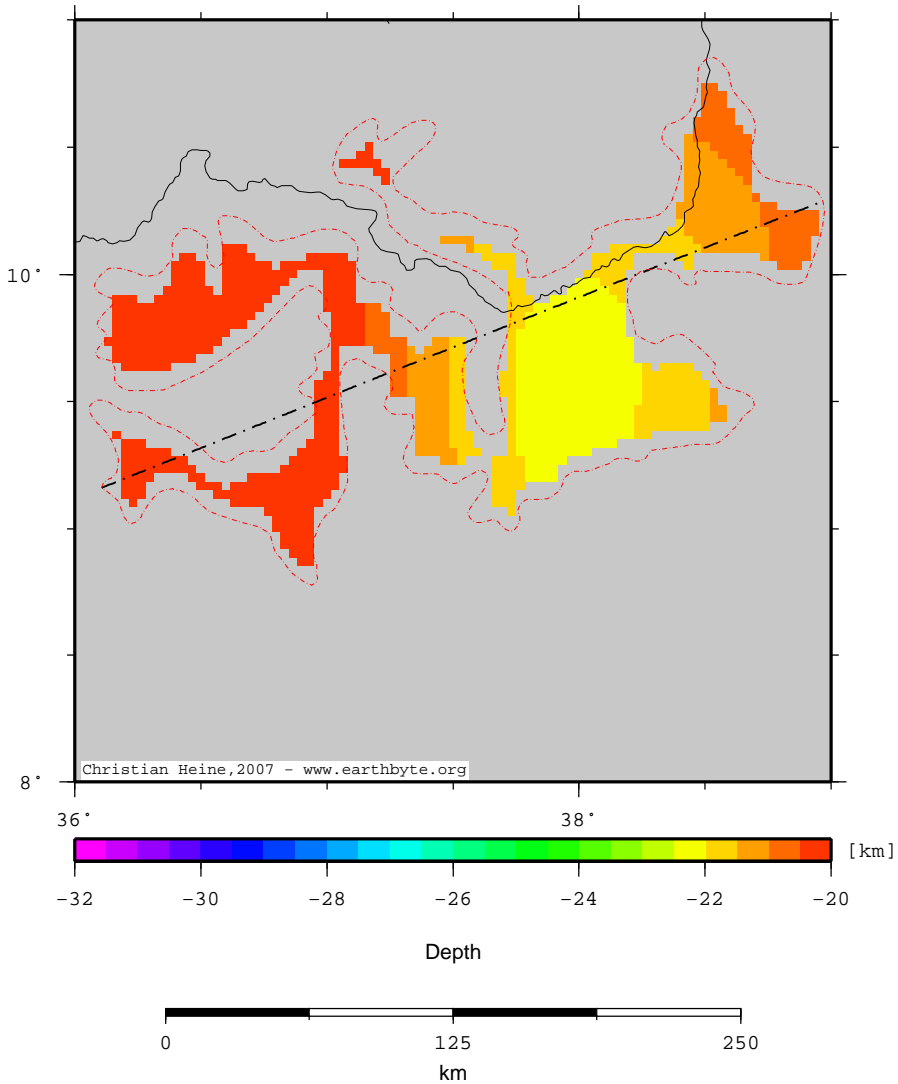 10°
8°
Christian Heine,2007 - www.earthbyte.org
36° 38°
[km]
-32 -30 -28 -26 -24 -22 -20
Depth
0 125 250
km